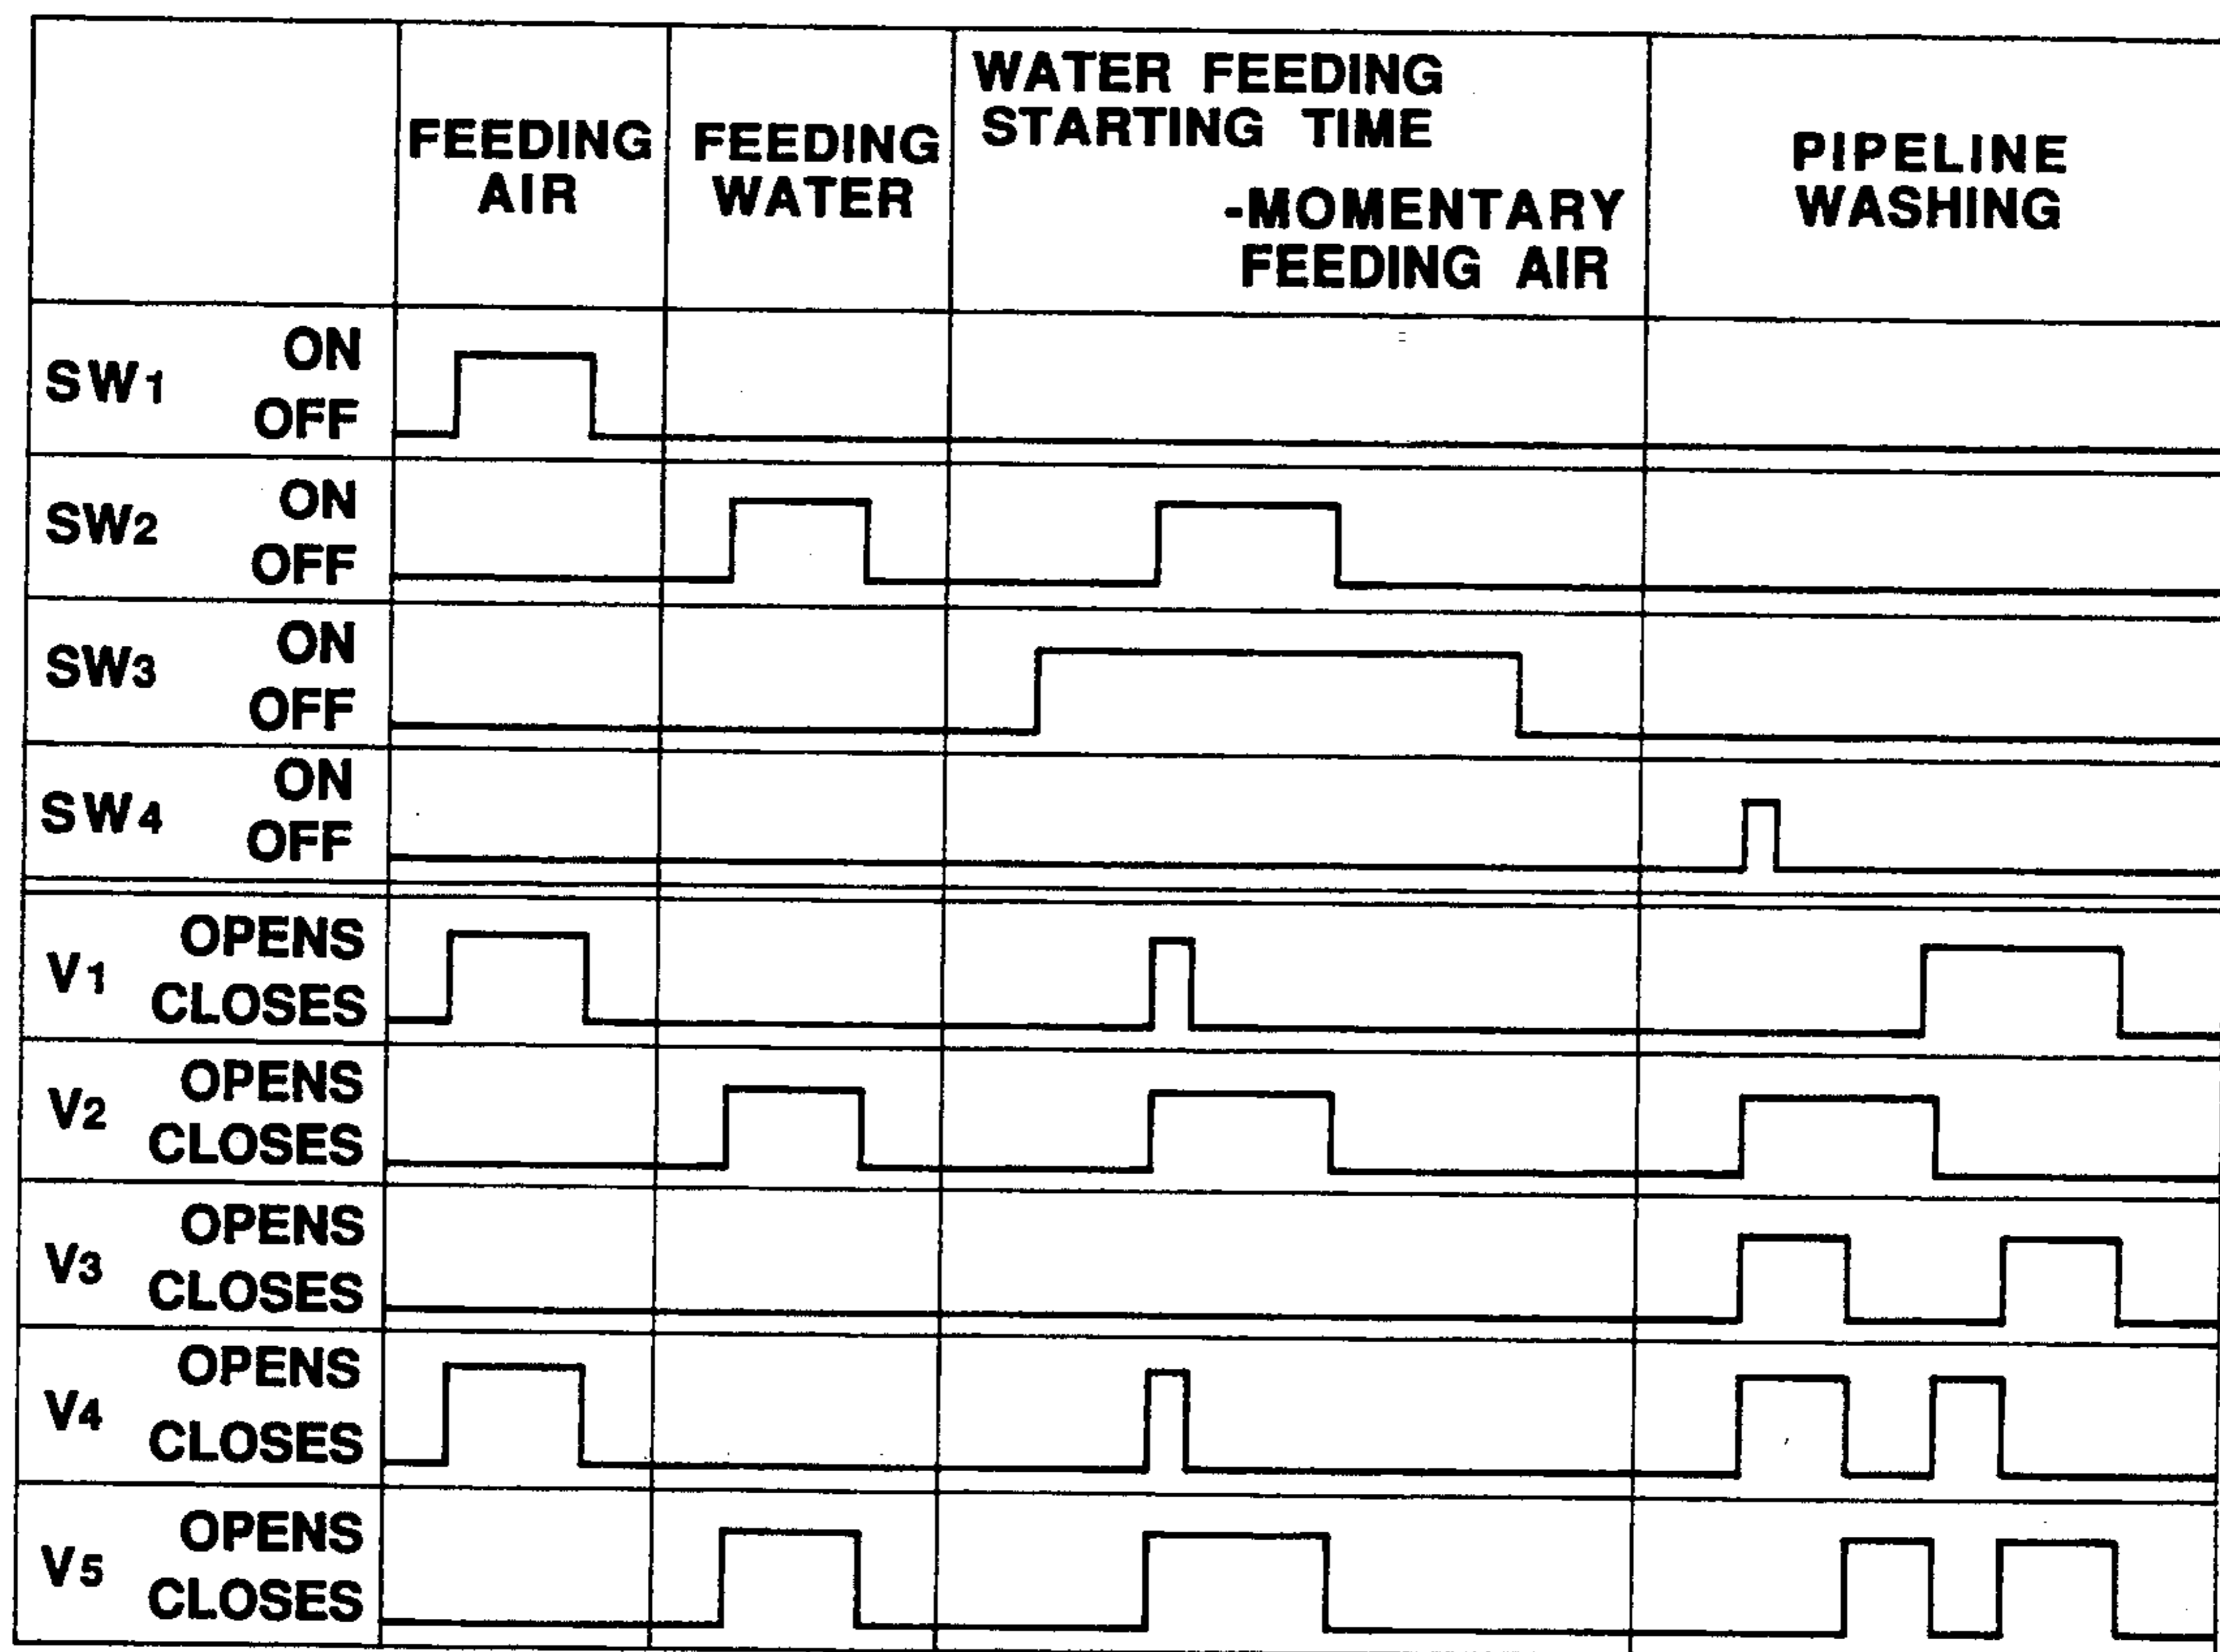 FEEDING
AIR
FEEDING
WATER
WATER FEEDING
STARTING TIME
-MOMENTARY
FEEDING AIR
PIPELINE
WASHING
SW1 ON
OFF
SW2 ON
OFF
SW3 ON
OFF
SW4 ON
OFF
V1 OPENS
CLOSES
V2 OPENS
CLOSES
V3 OPENS
CLOSES
V4 OPENS
CLOSES
V5 OPENS
CLOSES